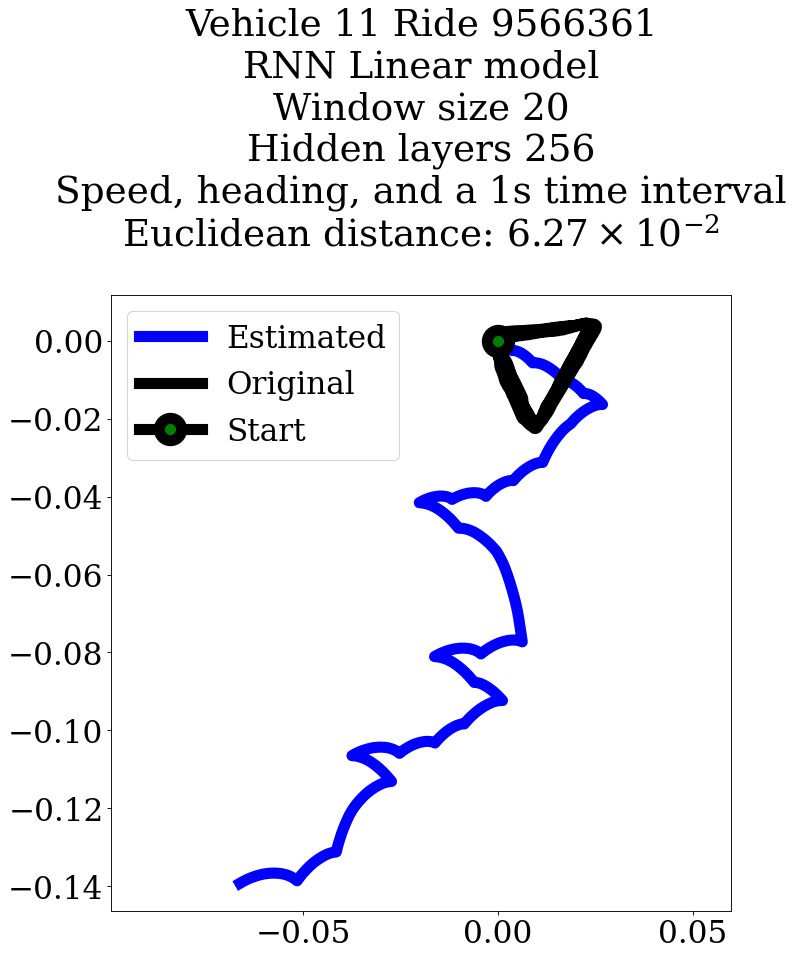 Vehicle 11 Ride 9566361
RNN Linear model
Window size 20
Hidden layers 256
Speed, heading, and a 1s time interval
Euclidean distance: 6.27 × 10⁻²
Estimated
Original
Start
0.00
−0.02
−0.04
−0.06
−0.08
−0.10
−0.12
−0.14
−0.05
0.00
0.05